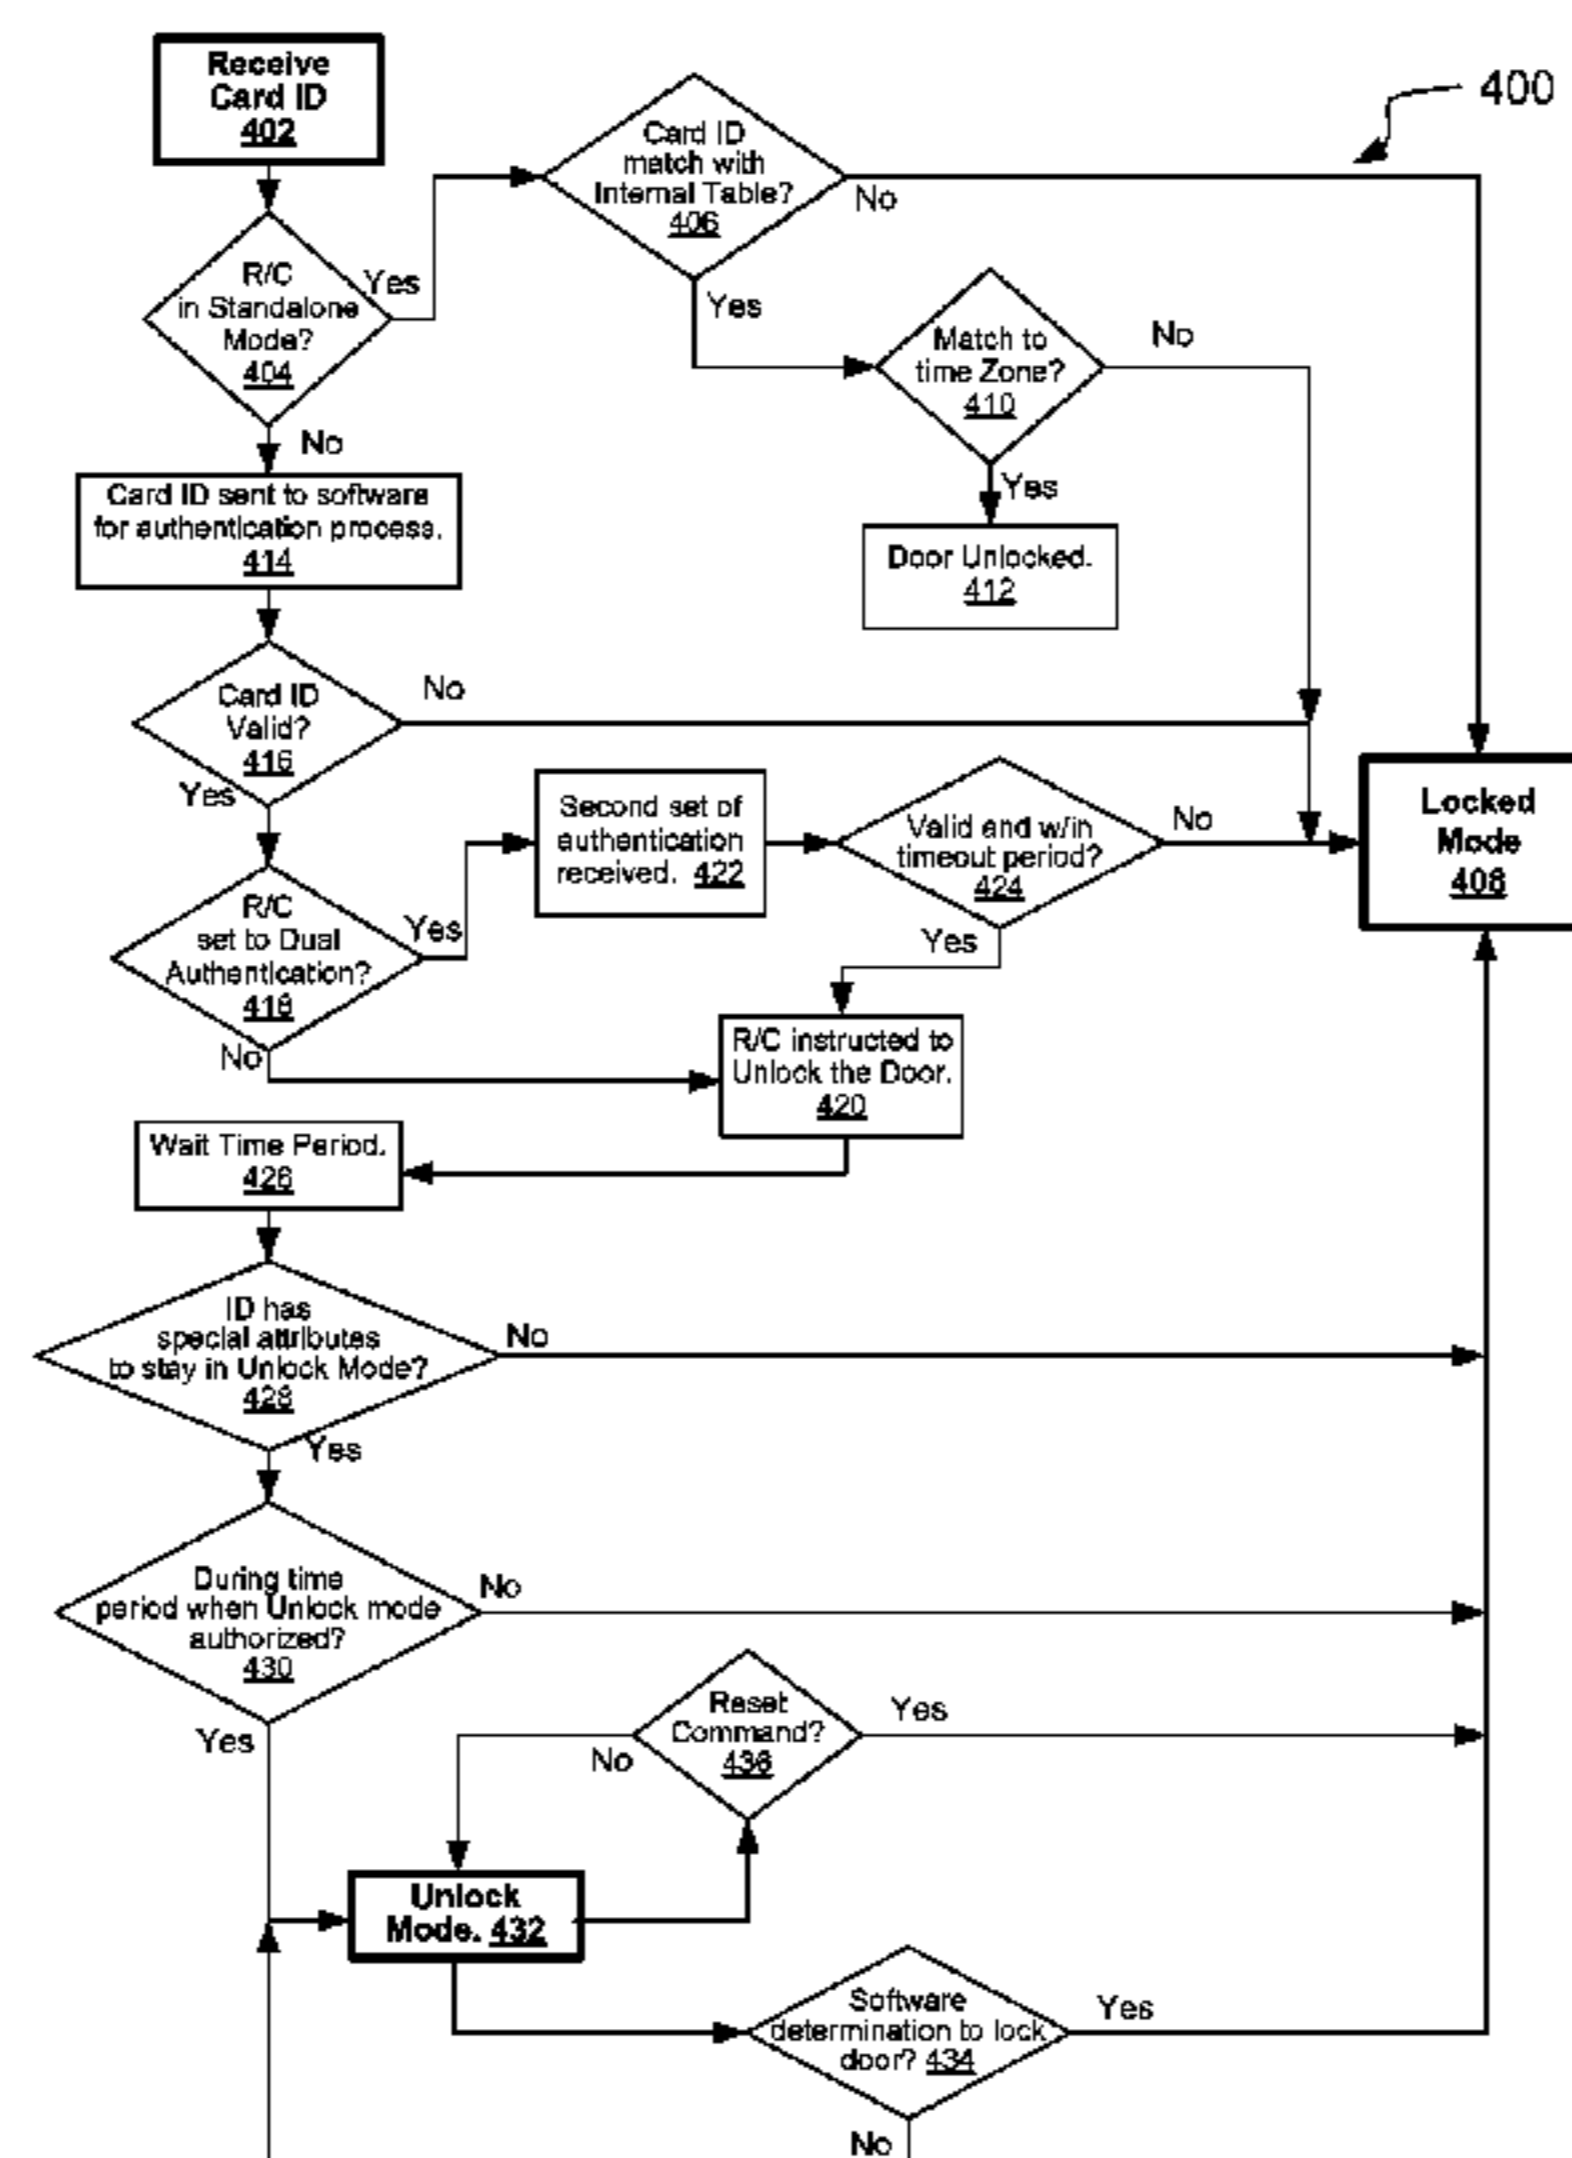 Receive
Card ID
402
400
Card ID
match with
Internal Table?
406
No
Yes
R/C
in Standalone
Mode?
404
Yes
No
Match to
time Zone?
410
No
Yes
Card ID sent to software
for authentication process.
414
Door Unlocked.
412
Card ID
Valid?
416
No
Yes
Second set of
authentication
received. 422
Valid and w/in
timeout period?
424
No
Yes
Locked
Mode
408
R/C
set to Dual
Authentication?
418
Yes
No
R/C instructed to
Unlock the Door.
420
Wait Time Period.
426
ID has
special attributes
to stay in Unlock Mode?
428
No
Yes
During time
period when Unlock mode
authorized?
430
No
Yes
Reset
Command?
436
Yes
No
Unlock
Mode. 432
Software
determination to lock
door? 434
Yes
No